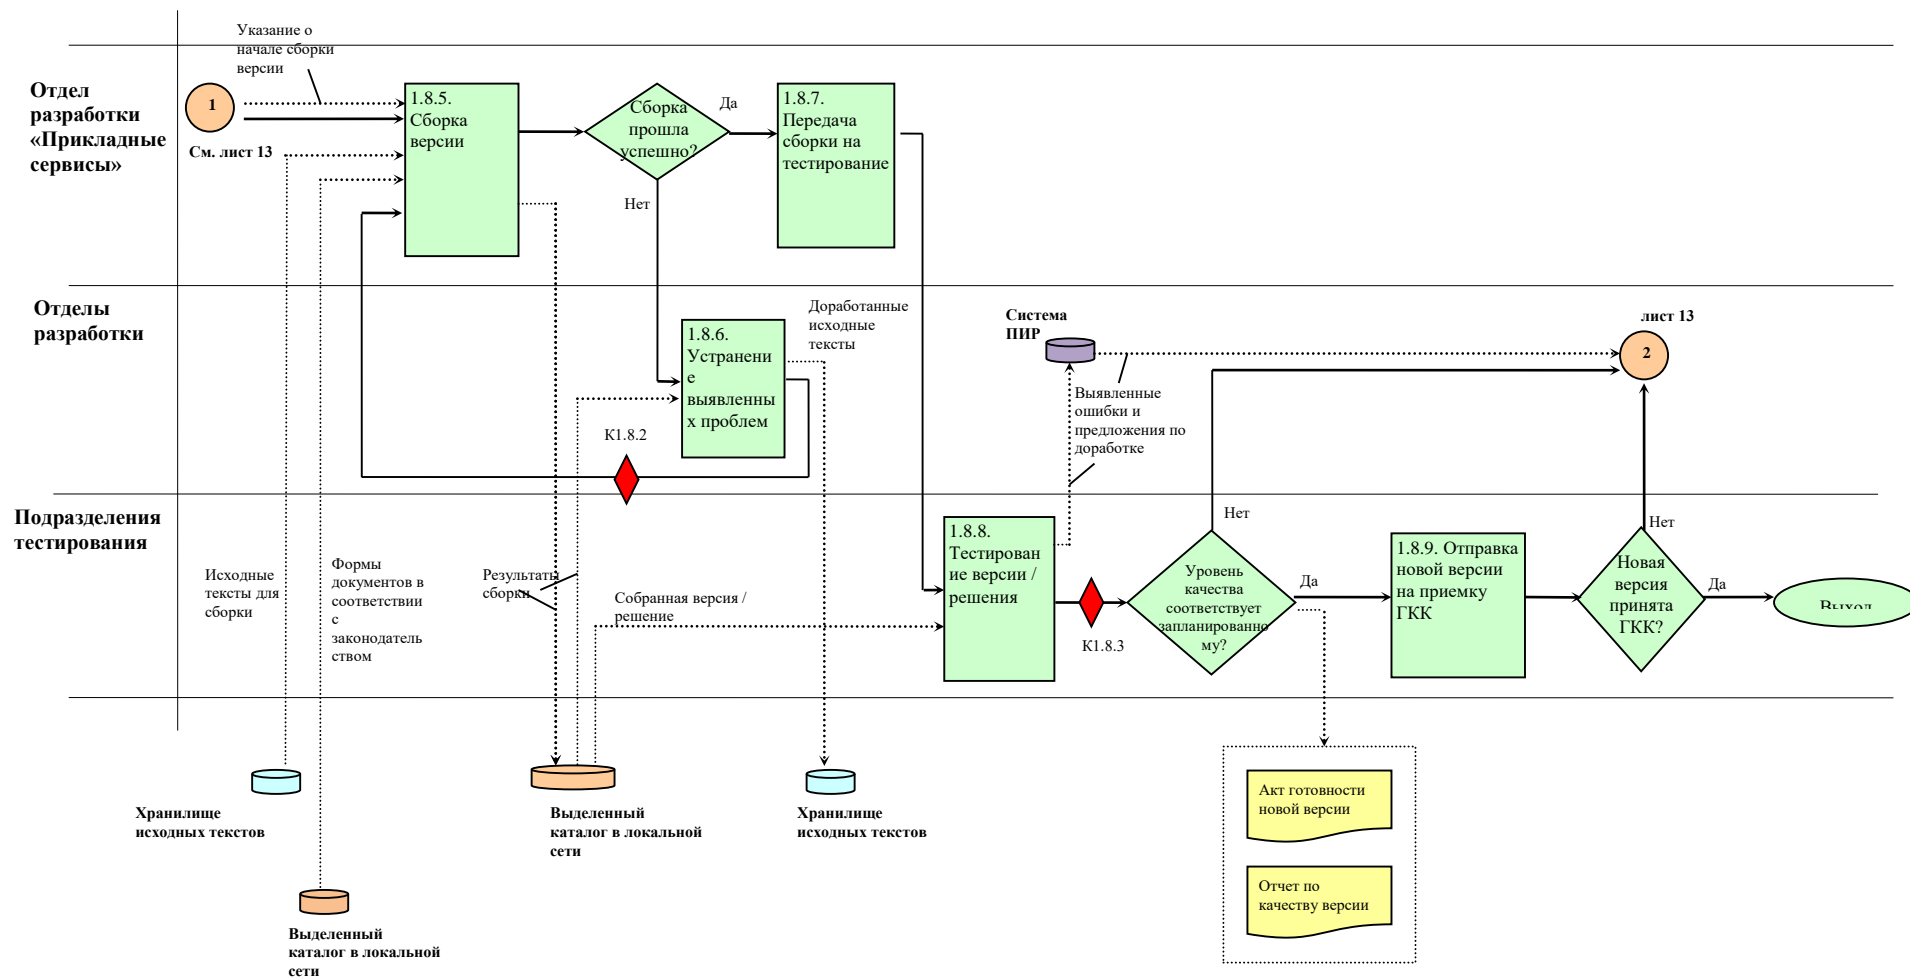 Указание о
начале сборки
версии
Отдел
разработки
«Прикладные
сервисы»
1
См. лист 13
1.8.5.
Сборка
версии
Сборка
прошла
успешно?
Да
Нет
1.8.7.
Передача
сборки на
тестирование
Отделы
разработки
1.8.6.
Устранени
е
выявленны
х проблем
Доработанные
исходные
тексты
К1.8.2
Система
ПИР
Выявленные
ошибки и
предложения по
доработке
лист 13
2
Подразделения
тестирования
Исходные
тексты для
сборки
Формы
документов в
соответствии
с
законодатель
ством
Результаты
сборки
Собранная версия /
решение
1.8.8.
Тестирован
ие версии /
решения
К1.8.3
Уровень
качества
соответствует
запланированно
му?
Нет
Да
1.8.9. Отправка
новой версии
на приемку
ГКК
Новая
версия
принята
ГКК?
Нет
Да
Выход
Хранилище
исходных текстов
Выделенный
каталог в локальной
сети
Выделенный
каталог в локальной
сети
Хранилище
исходных текстов
Акт готовности
новой версии
Отчет по
качеству версии